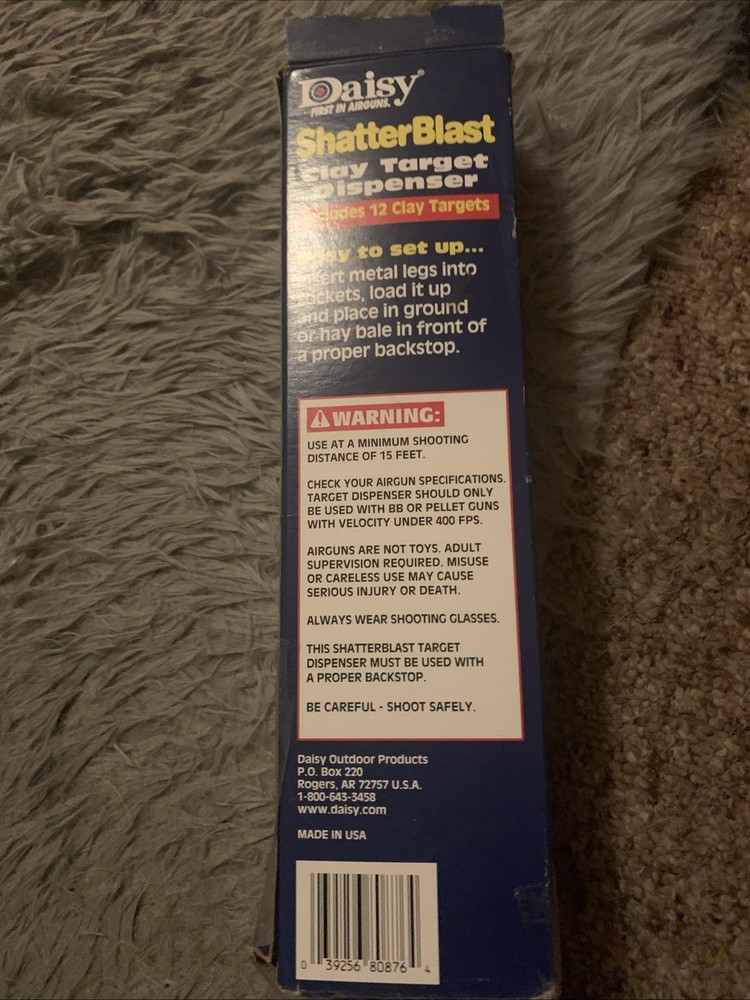 Daisy®
FIRST IN AIRGUNS.
ShatterBlast
Clay Target
Dispenser
Includes 12 Clay Targets
Easy to set up...
Insert metal legs into
sockets, load it up
and place in ground
or hay bale in front of
a proper backstop.
WARNING:
USE AT A MINIMUM SHOOTING
DISTANCE OF 15 FEET.
CHECK YOUR AIRGUN SPECIFICATIONS.
TARGET DISPENSER SHOULD ONLY
BE USED WITH BB OR PELLET GUNS
WITH VELOCITY UNDER 400 FPS.
AIRGUNS ARE NOT TOYS. ADULT
SUPERVISION REQUIRED. MISUSE
OR CARELESS USE MAY CAUSE
SERIOUS INJURY OR DEATH.
ALWAYS WEAR SHOOTING GLASSES.
THIS SHATTERBLAST TARGET
DISPENSER MUST BE USED WITH
A PROPER BACKSTOP.
BE CAREFUL - SHOOT SAFELY.
Daisy Outdoor Products
P.O. Box 220
Rogers, AR 72757 U.S.A.
1-800-643-3458
www.daisy.com
MADE IN USA
0 39256 80876 4